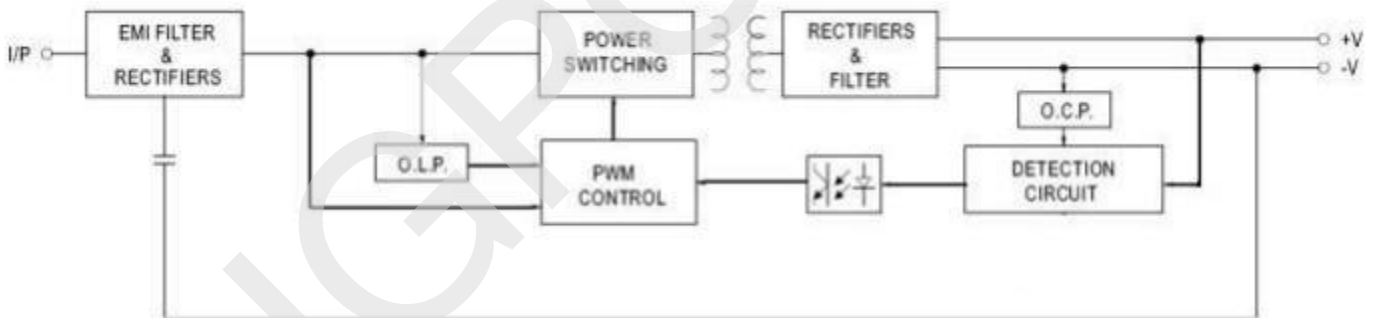 I/P
EMI FILTER
&
RECTIFIERS
POWER
SWITCHING
RECTIFIERS
&
FILTER
+V
-V
O.C.P.
O.L.P.
PWM
CONTROL
DETECTION
CIRCUIT